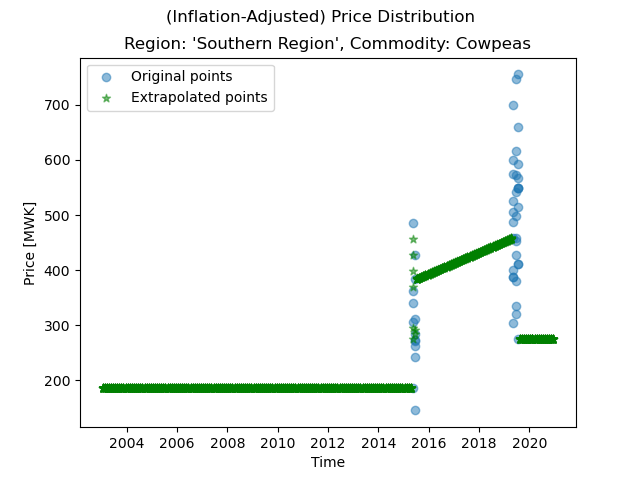 (Inflation-Adjusted) Price Distribution
Region: 'Southern Region', Commodity: Cowpeas
Original points
Extrapolated points
700
600
500
400
300
200
Price [MWK]
2004 2006 2008 2010 2012 2014 2016 2018 2020
Time